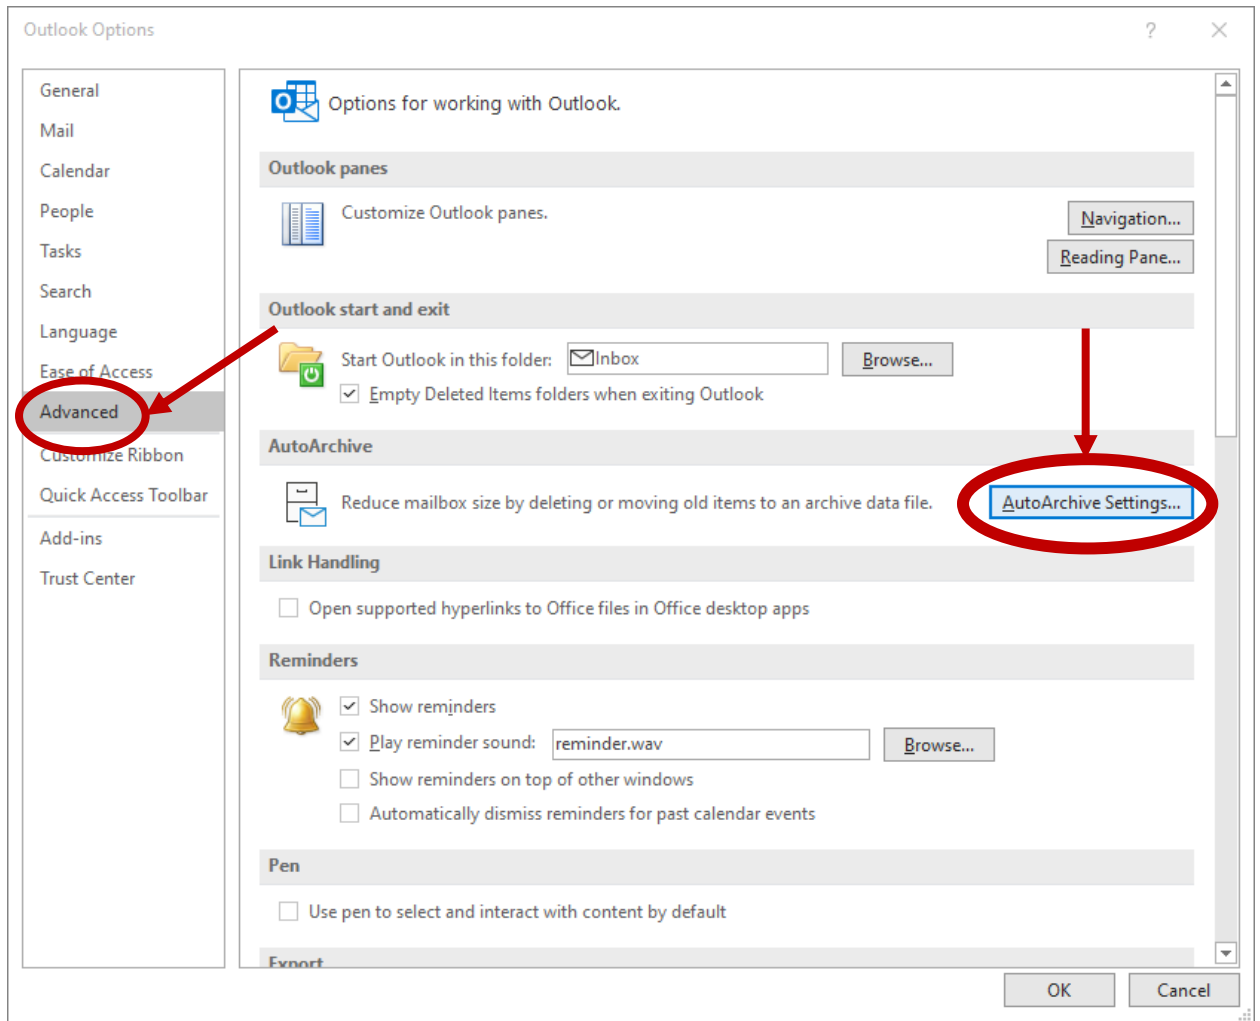 Outlook Options
?
General
Mail
Calendar
People
Tasks
Search
Language
Ease of Access
Advanced
Customize Ribbon
Quick Access Toolbar
Add-ins
Trust Center
Options for working with Outlook.
Outlook panes
Customize Outlook panes.
Navigation...
Reading Pane...
Outlook start and exit
Start Outlook in this folder: Inbox Browse...
Empty Deleted Items folders when exiting Outlook
AutoArchive
Reduce mailbox size by deleting or moving old items to an archive data file. AutoArchive Settings...
Link Handling
Open supported hyperlinks to Office files in Office desktop apps
Reminders
Show reminders
Play reminder sound: reminder.wav Browse...
Show reminders on top of other windows
Automatically dismiss reminders for past calendar events
Pen
Use pen to select and interact with content by default
Export
OK Cancel